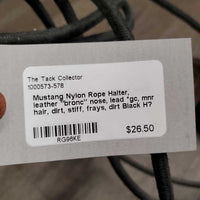 The Tack Collector
1000573-578
Mustang Nylon Rope Halter,
leather "bronc" nose, lead *gc, mnr
hair, dirt, stiff, frays, dirt Black H?
$26.50
RG98KE